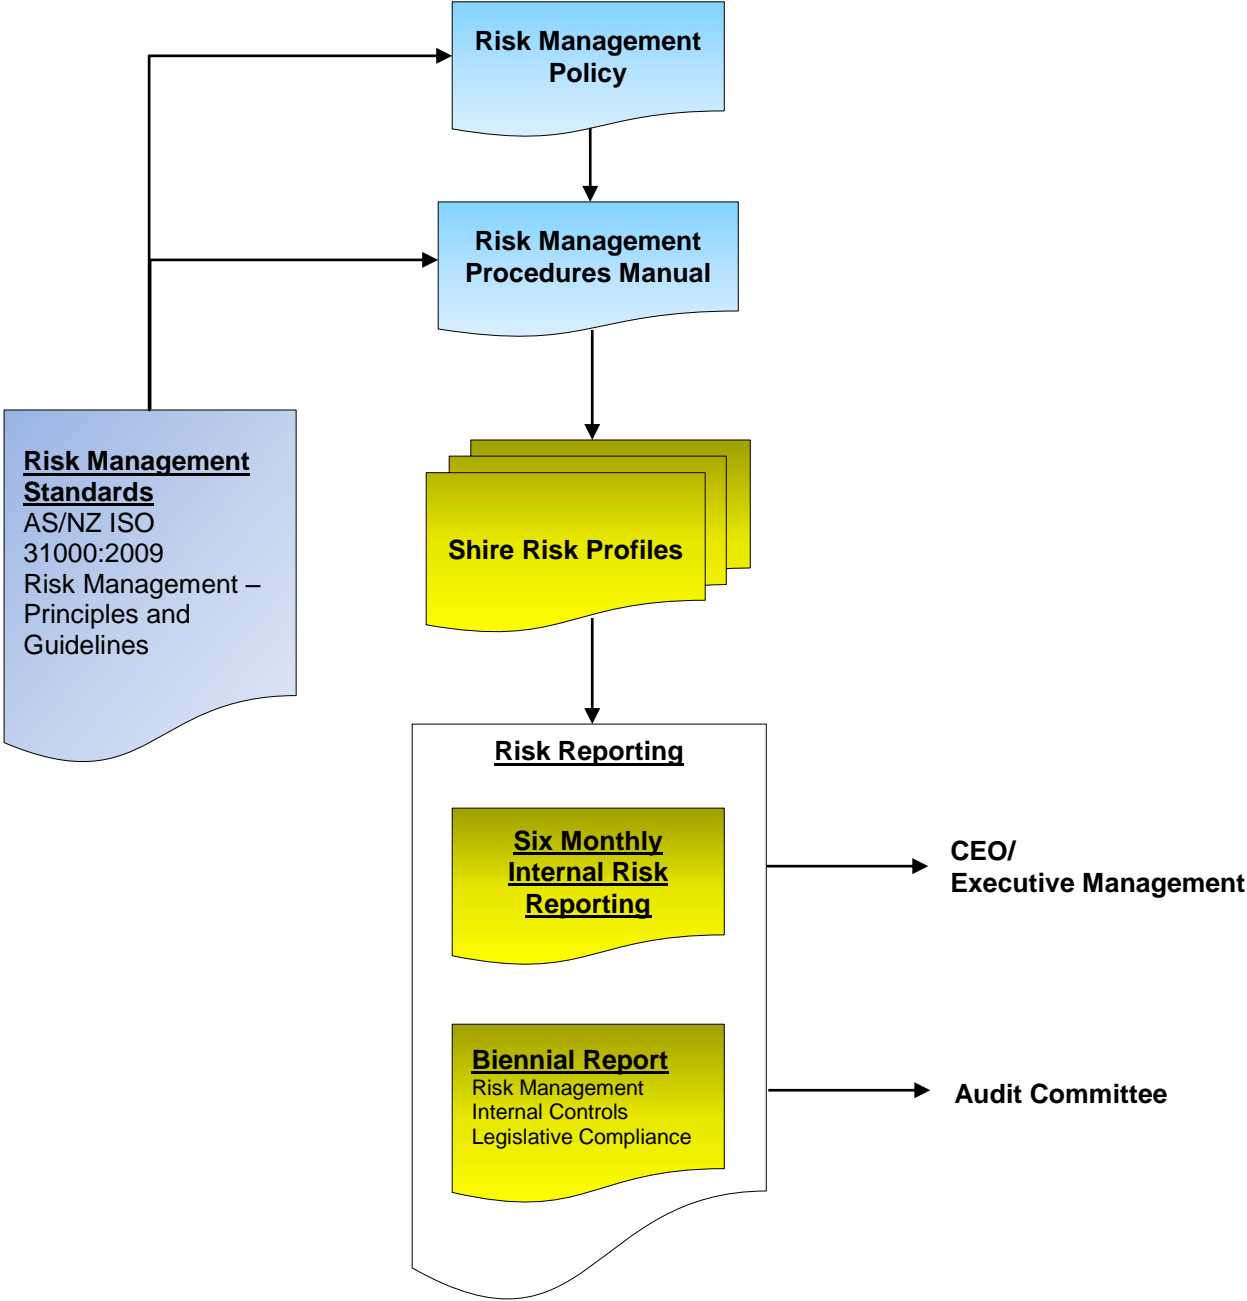 Risk Management
Policy
Risk Management
Procedures Manual
Risk Management
Standards
AS/NZ ISO
31000:2009
Risk Management –
Principles and
Guidelines
Shire Risk Profiles
Risk Reporting
Six Monthly
Internal Risk
Reporting
CEO/
Executive Management
Biennial Report
Risk Management
Internal Controls
Legislative Compliance
Audit Committee